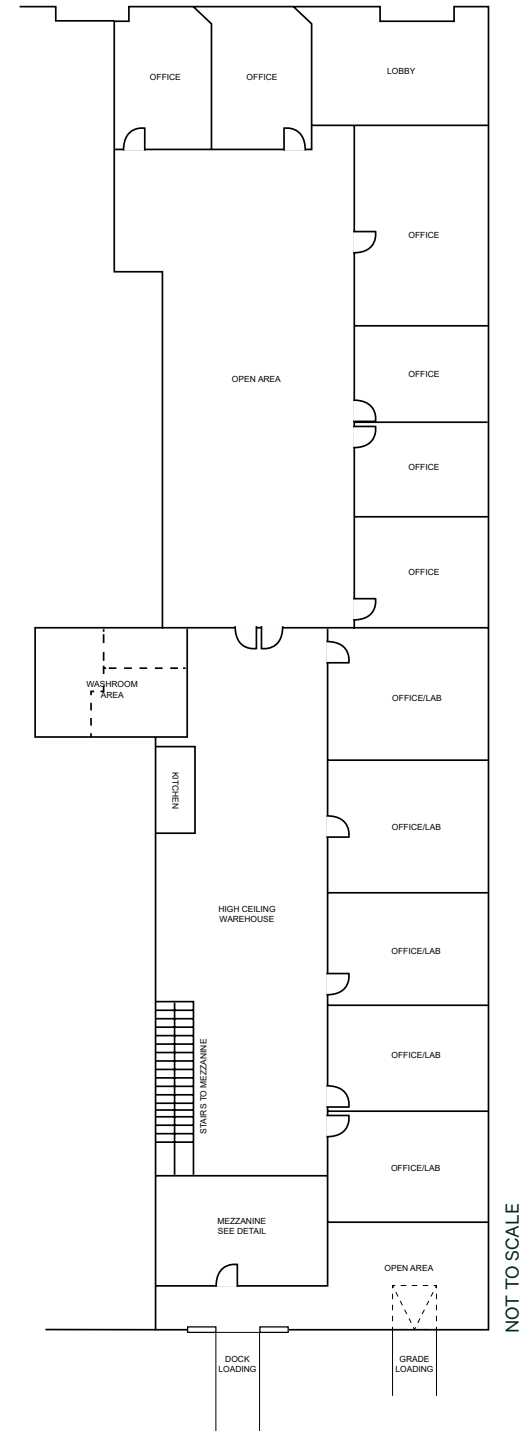 OFFICE
OFFICE
LOBBY
OFFICE
OPEN AREA
OFFICE
OFFICE
OFFICE
WASHROOM
AREA
OFFICE/LAB
KITCHEN
OFFICE/LAB
HIGH CEILING
WAREHOUSE
OFFICE/LAB
STAIRS TO MEZZANINE
OFFICE/LAB
OFFICE/LAB
MEZZANINE
SEE DETAIL
OPEN AREA
NOT TO SCALE
DOCK
LOADING
GRADE
LOADING